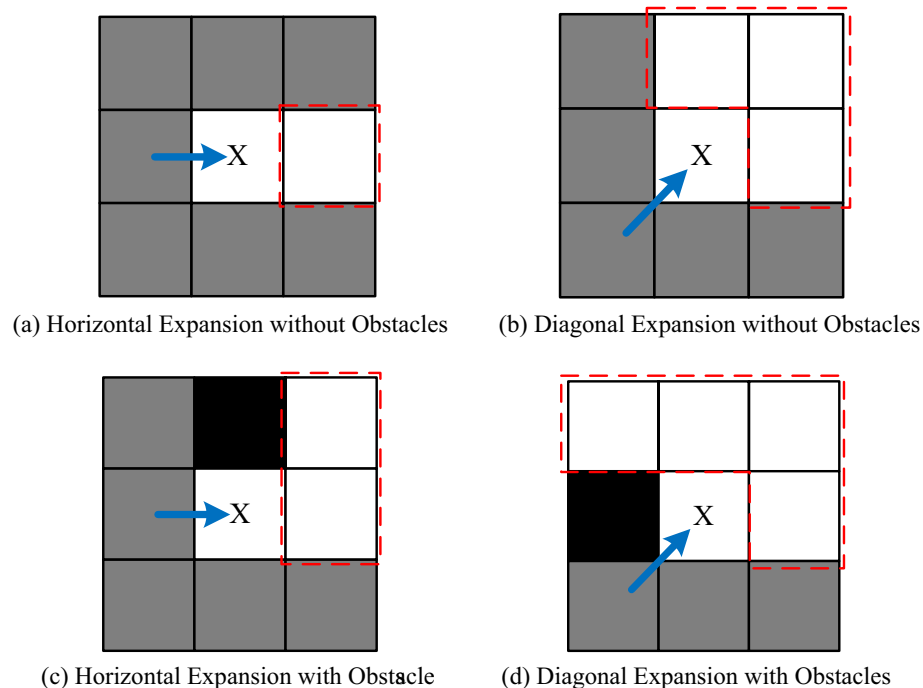 X
X
(a) Horizontal Expansion without Obstacles
(b) Diagonal Expansion without Obstacles
X
X
(c) Horizontal Expansion with Obstacle
(d) Diagonal Expansion with Obstacles